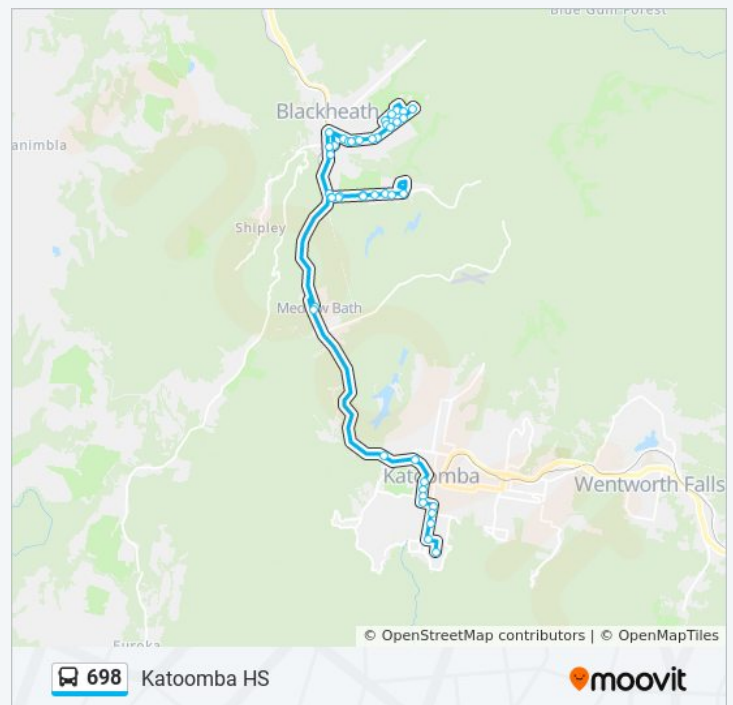 Blue Gum Forest
Blackheath
animbla
Shipley
Medlow Bath
Katoomba
Wentworth Falls
Eureka
© OpenStreetMap contributors | © OpenMapTiles
698 Katoomba HS
moovit